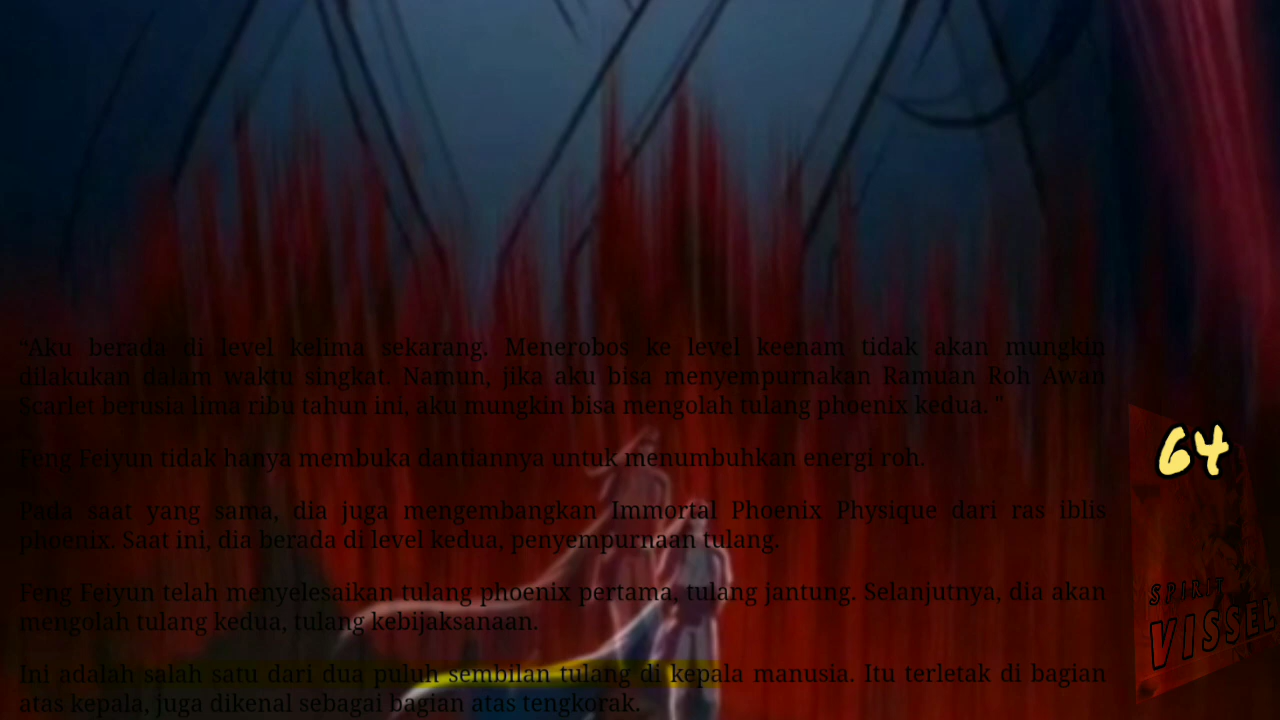 “Aku berada di level kelima sekarang. Menerobos ke level keenam tidak akan mungkin
dilakukan dalam waktu singkat. Namun, jika aku bisa menyempurnakan Ramuan Roh Awan
Scarlet berusia lima ribu tahun ini, aku mungkin bisa mengolah tulang phoenix kedua. "
Feng Feiyun tidak hanya membuka dantiannya untuk menumbuhkan energi roh.
Pada saat yang sama, dia juga mengembangkan Immortal Phoenix Physique dari ras iblis
phoenix. Saat ini, dia berada di level kedua, penyempurnaan tulang.
Feng Feiyun telah menyelesaikan tulang phoenix pertama, tulang jantung. Selanjutnya, dia akan
mengolah tulang kedua, tulang kebijaksanaan.
Ini adalah salah satu dari dua puluh sembilan tulang di kepala manusia. Itu terletak di bagian
atas kepala, juga dikenal sebagai bagian atas tengkorak.
64
SPIRIT
VISSEL